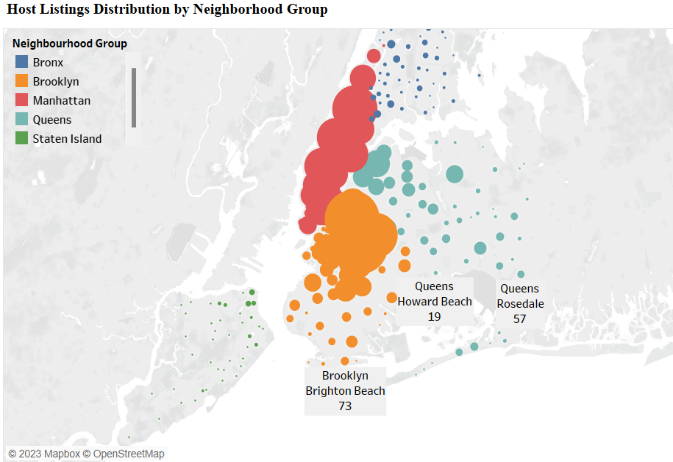 Host Listings Distribution by Neighborhood Group
Neighbourhood Group
Bronx
Brooklyn
Manhattan
Queens
Staten Island
Queens
Howard Beach
19
Queens
Rosedale
57
Brooklyn
Brighton Beach
73
© 2023 Mapbox © OpenStreetMap